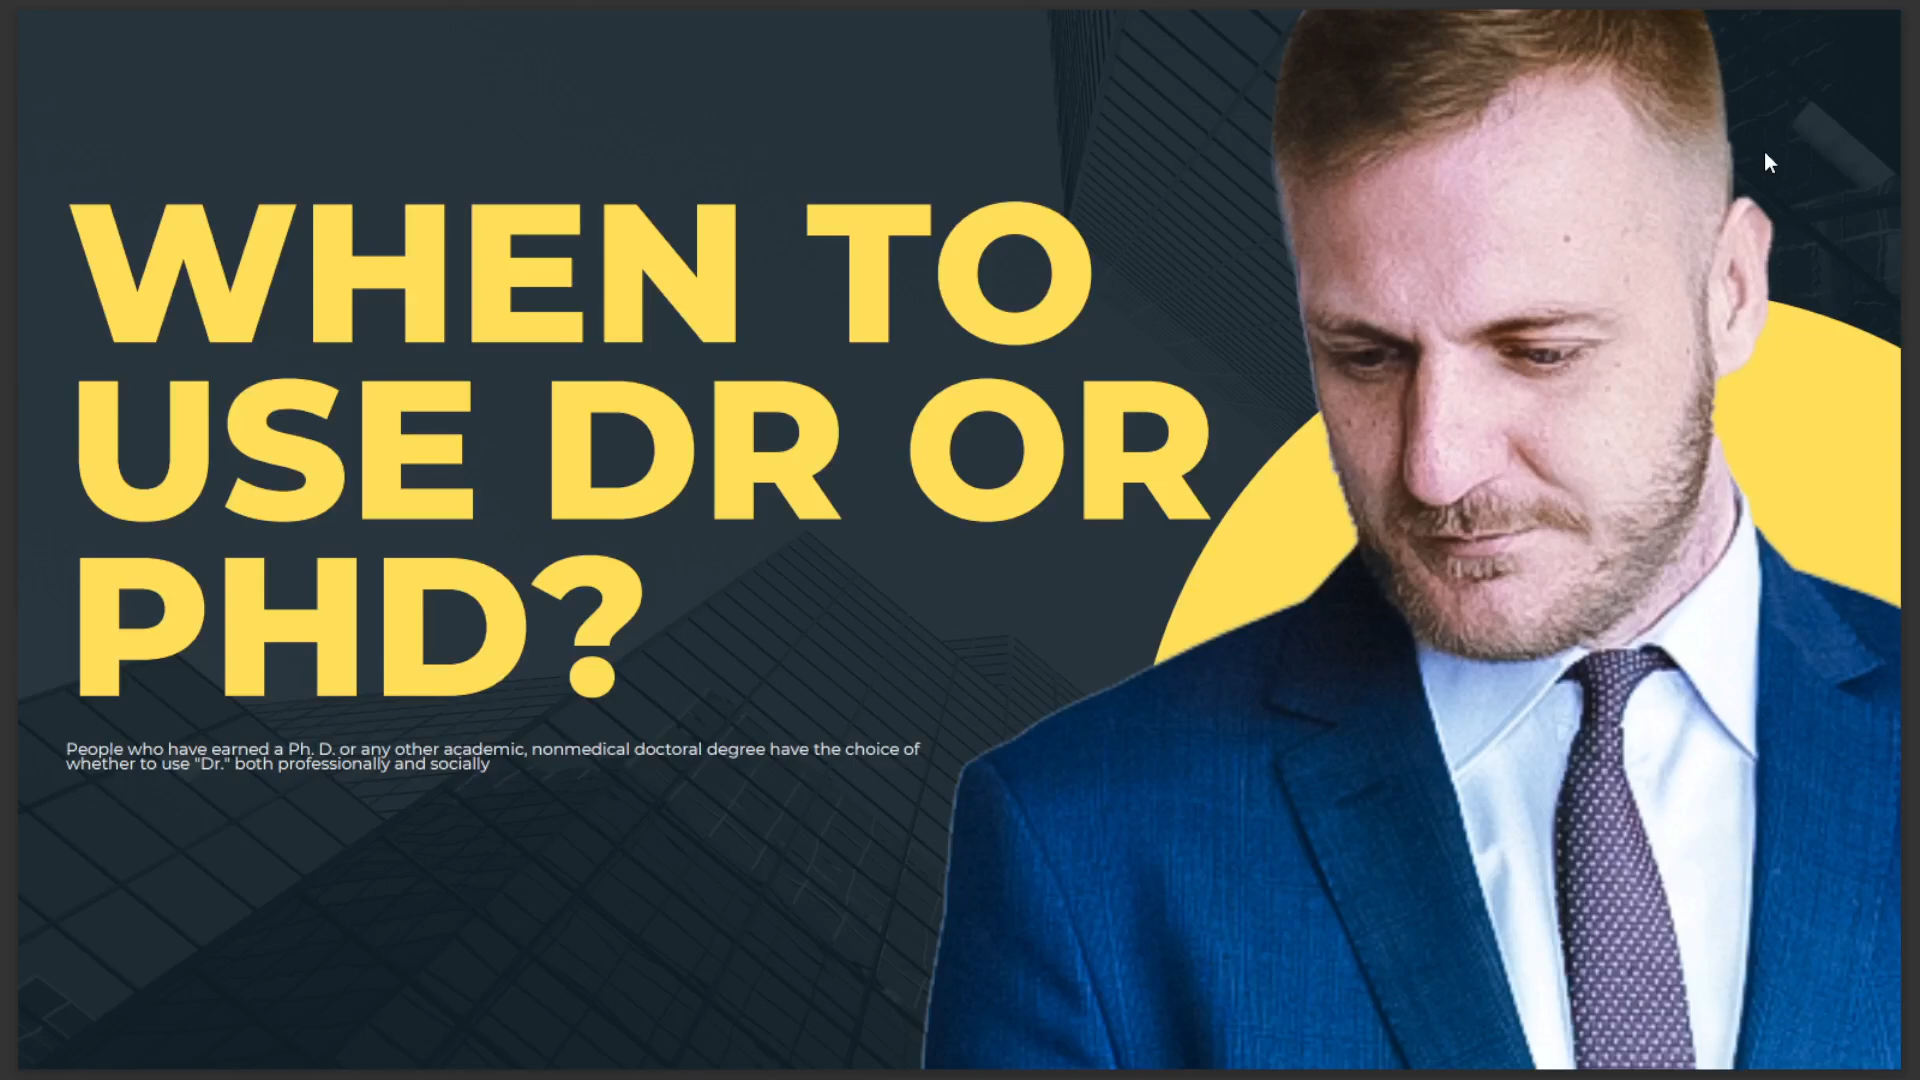 WHEN TO
USE DR OR
PHD?
People who have earned a Ph. D. or any other academic, nonmedical doctoral degree have the choice of
whether to use "Dr." both professionally and socially